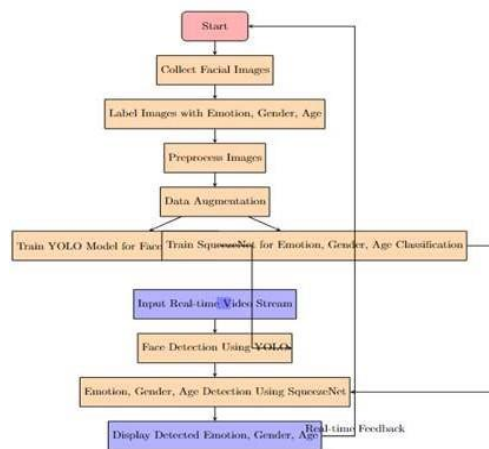 Start
Collect Facial Images
Label Images with Emotion, Gender, Age
Preprocess Images
Data Augmentation
Train YOLO Model for Face
Train SqueezeNet for Emotion, Gender, Age Classification
Input Real-time Video Stream
Face Detection Using YOLO
Emotion, Gender, Age Detection Using SqueezeNet
Real-time Feedback
Display Detected Emotion, Gender, Age